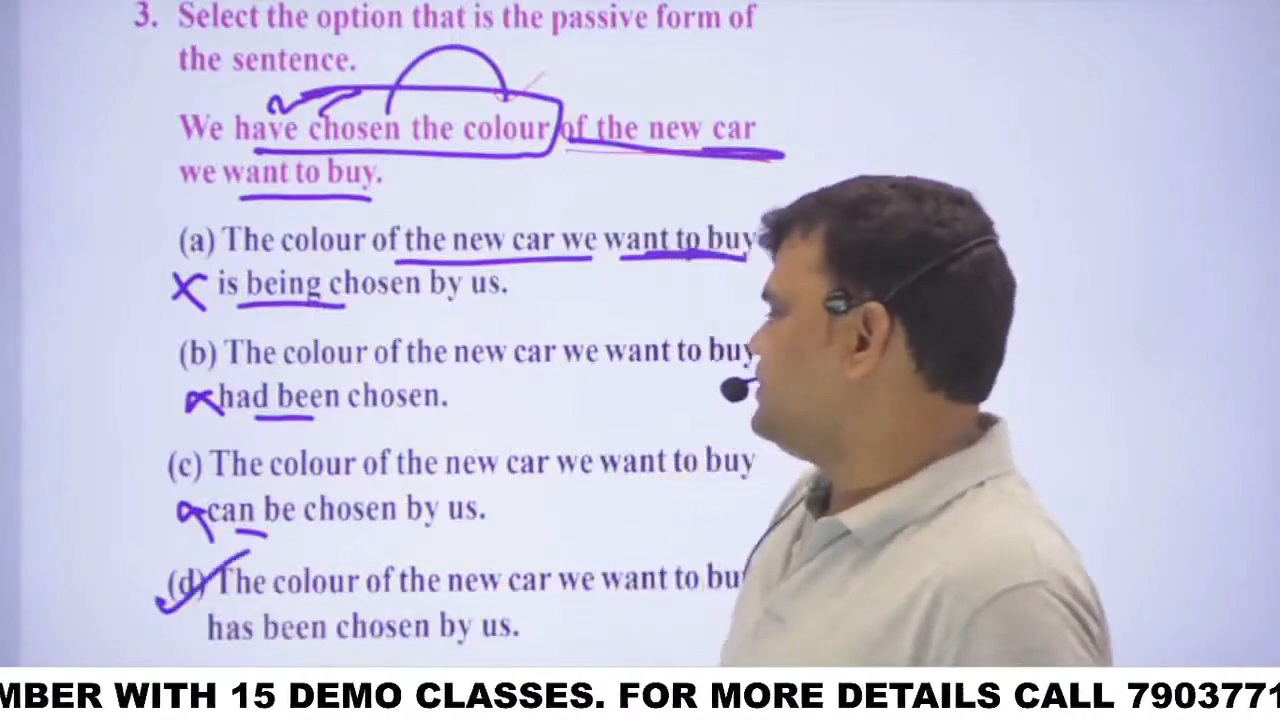 3. Select the option that is the passive form of
the sentence.
We have chosen the colour of the new car
we want to buy.
(a) The colour of the new car we want to buy
is being chosen by us.
(b) The colour of the new car we want to buy
had been chosen.
(c) The colour of the new car we want to buy
can be chosen by us.
(d) The colour of the new car we want to bu
has been chosen by us.
MBER WITH 15 DEMO CLASSES. FOR MORE DETAILS CALL 7903771